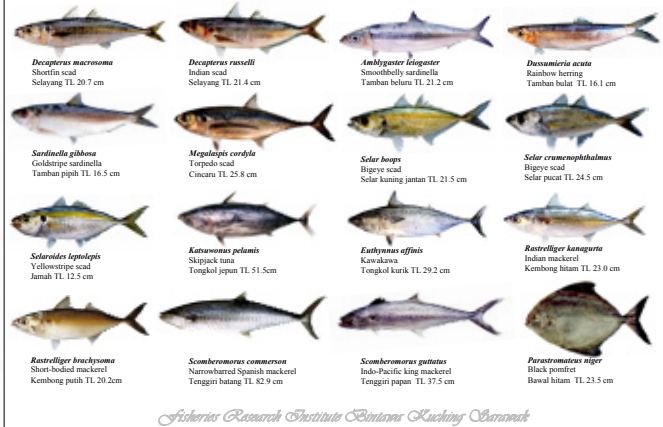 Decapterus macrosoma
Shortfin scad
Selayang TL 20.7 cm
Decapterus russelli
Indian scad
Selayang TL 21.4 cm
Amblygaster leiogaster
Smoothbelly sardinella
Tamban beluru TL 21.2 cm
Dussumieria acuta
Rainbow herring
Tamban bulat TL 16.1 cm
Sardinella gibbosa
Goldstripe sardinella
Tamban pipih TL 16.5 cm
Megalaspis cordyla
Torpedo scad
Cincaru TL 25.8 cm
Selar boops
Bigeye scad
Selar kuning jantan TL 21.5 cm
Selar crumenophthalmus
Bigeye scad
Selar pucat TL 24.5 cm
Selaroides leptolepis
Yellowstripe scad
Jamah TL 12.5 cm
Katsuwonus pelamis
Skipjack tuna
Tongkol jepun TL 51.5cm
Euthynnus affinis
Kawakawa
Tongkol kurik TL 29.2 cm
Rastrelliger kanagurta
Indian mackerel
Kembong hitam TL 23.0 cm
Rastrelliger brachysoma
Short-bodied mackerel
Kembong putih TL 20.2cm
Scomberomorus commerson
Narrowbarred Spanish mackerel
Tenggiri batang TL 82.9 cm
Scomberomorus guttatus
Indo-Pacific king mackerel
Tenggiri papan TL 37.5 cm
Parastromateus niger
Black pomfret
Bawal hitam TL 23.5 cm
Fisheries Research Institute Bintawa Kuching Sarawak